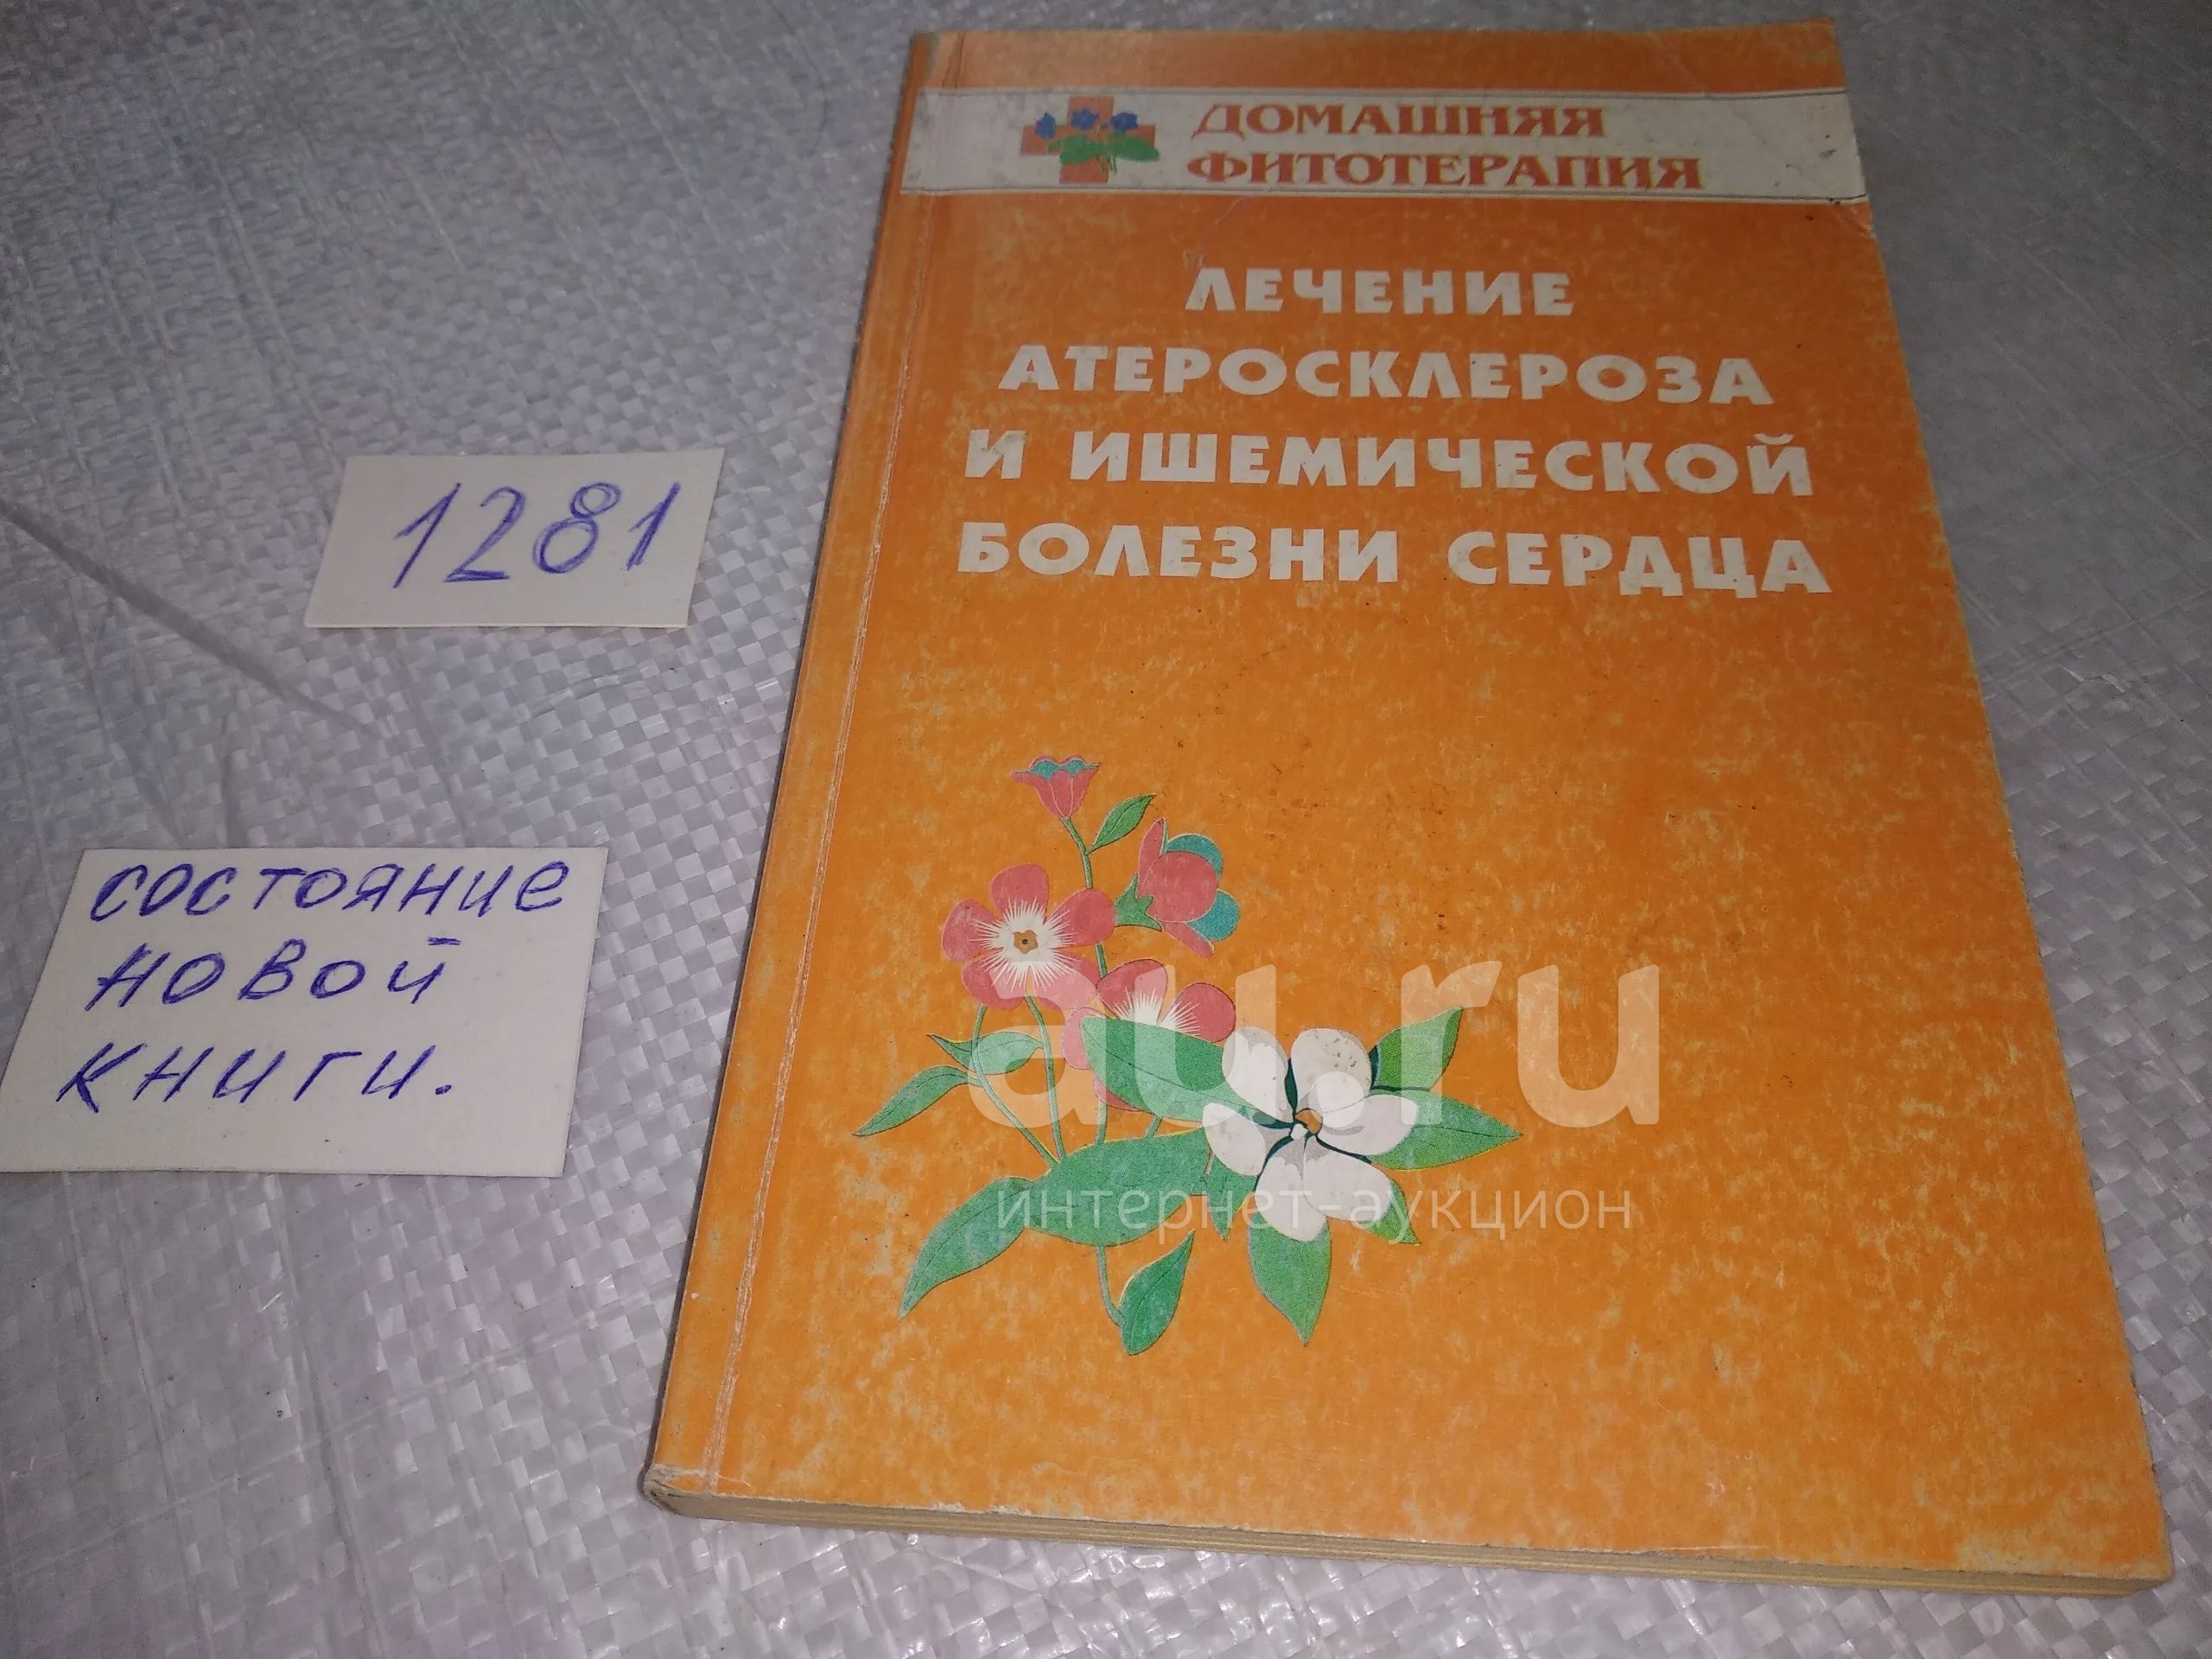 ДОМАШНЯЯ
ФИТОТЕРАПИЯ
ЛЕЧЕНИЕ
АТЕРОСКЛЕРОЗА
И ИШЕМИЧЕСКОЙ
БОЛЕЗНИ СЕРДЦА
1281
состояние
новой
книги.
au.ru
интернет-аукцион